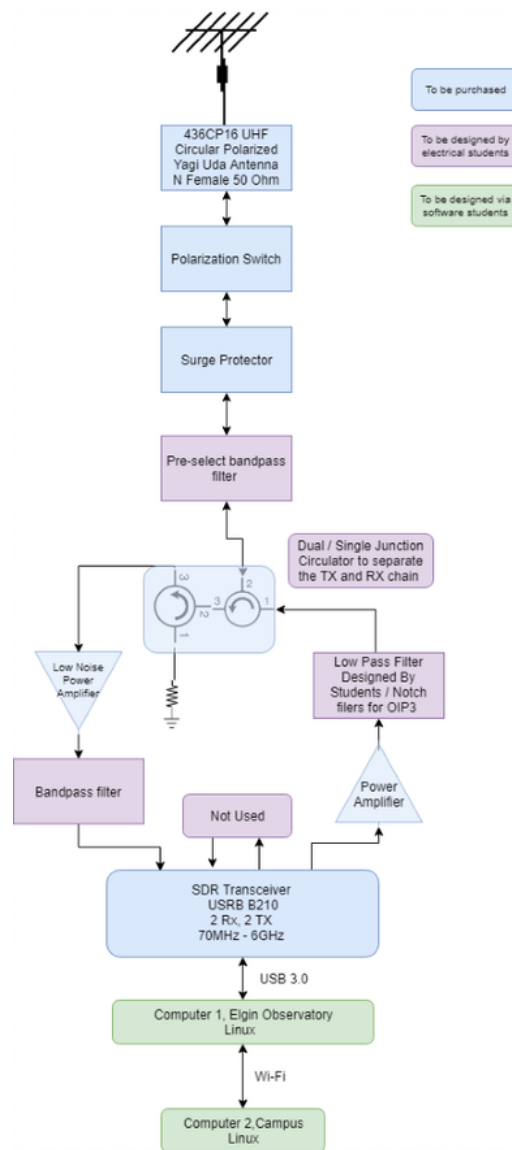 436CP16 UHF
Circular Polarized
Yagi Uda Antenna
N Female 50 Ohm
To be purchased
To be designed by
electrical students
To be designed via
software students
Polarization Switch
Surge Protector
Pre-select bandpass
filter
Dual / Single Junction
Circulator to separate
the TX and RX chain
3
2
1
2
3
1
Low Noise
Power
Amplifier
Low Pass Filter
Designed By
Students / Notch
filers for OIP3
Bandpass filter
Not Used
Power
Amplifier
SDR Transceiver
USRB B210
2 Rx, 2 TX
70MHz - 6GHz
USB 3.0
Computer 1, Elgin Observatory
Linux
Wi-Fi
Computer 2,Campus
Linux